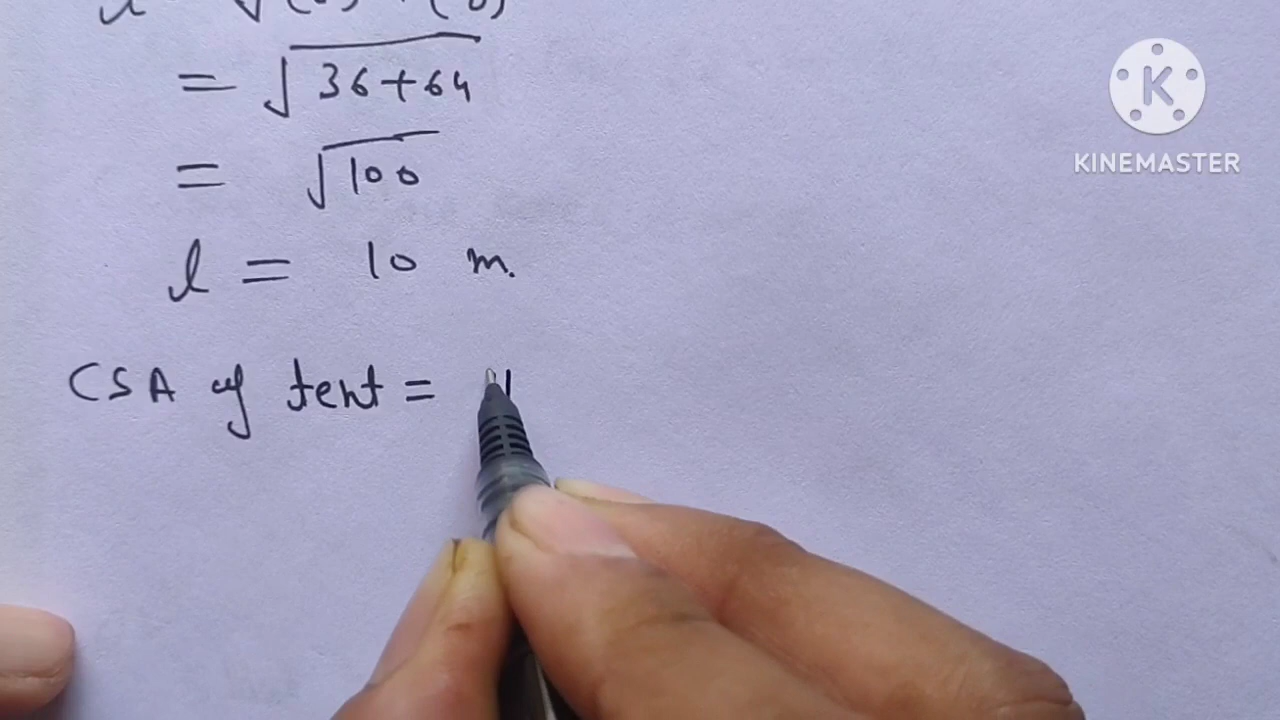 = √36+64
= √100
l = 10 m.
CSA of tent =
K
KINEMASTER